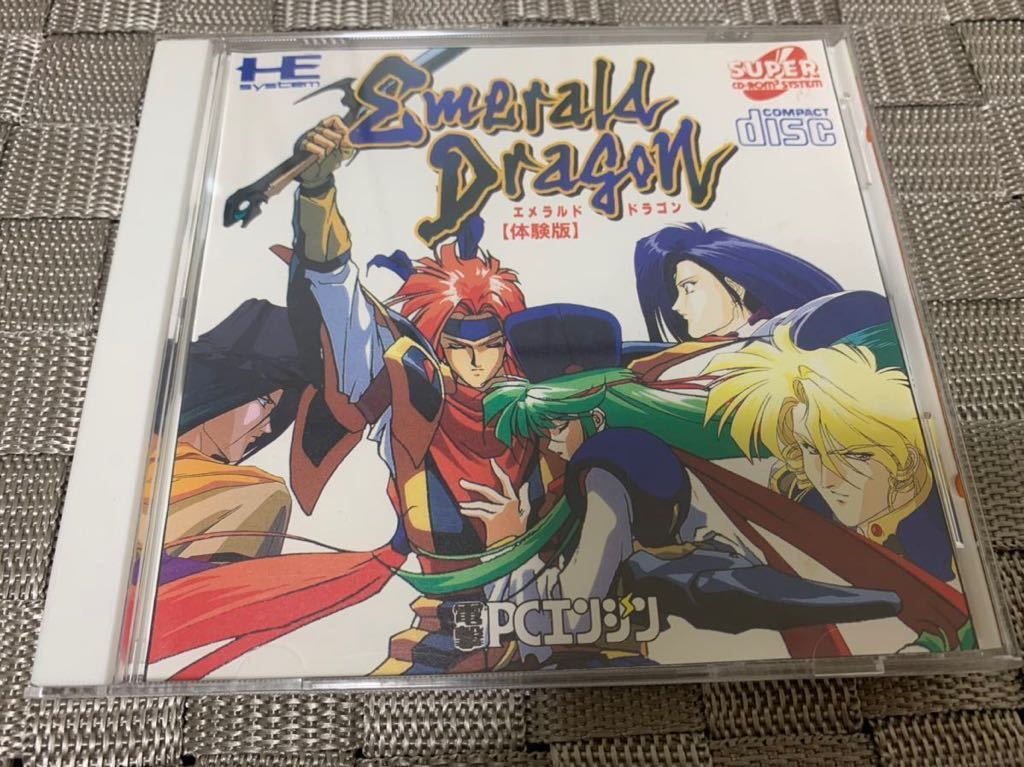 HE
system
Emerald
Dragon
エメラルド ドラゴン
【体験版】
SUPER
CD-ROM² SYSTEM
COMPACT
disc
電撃PCエンジン